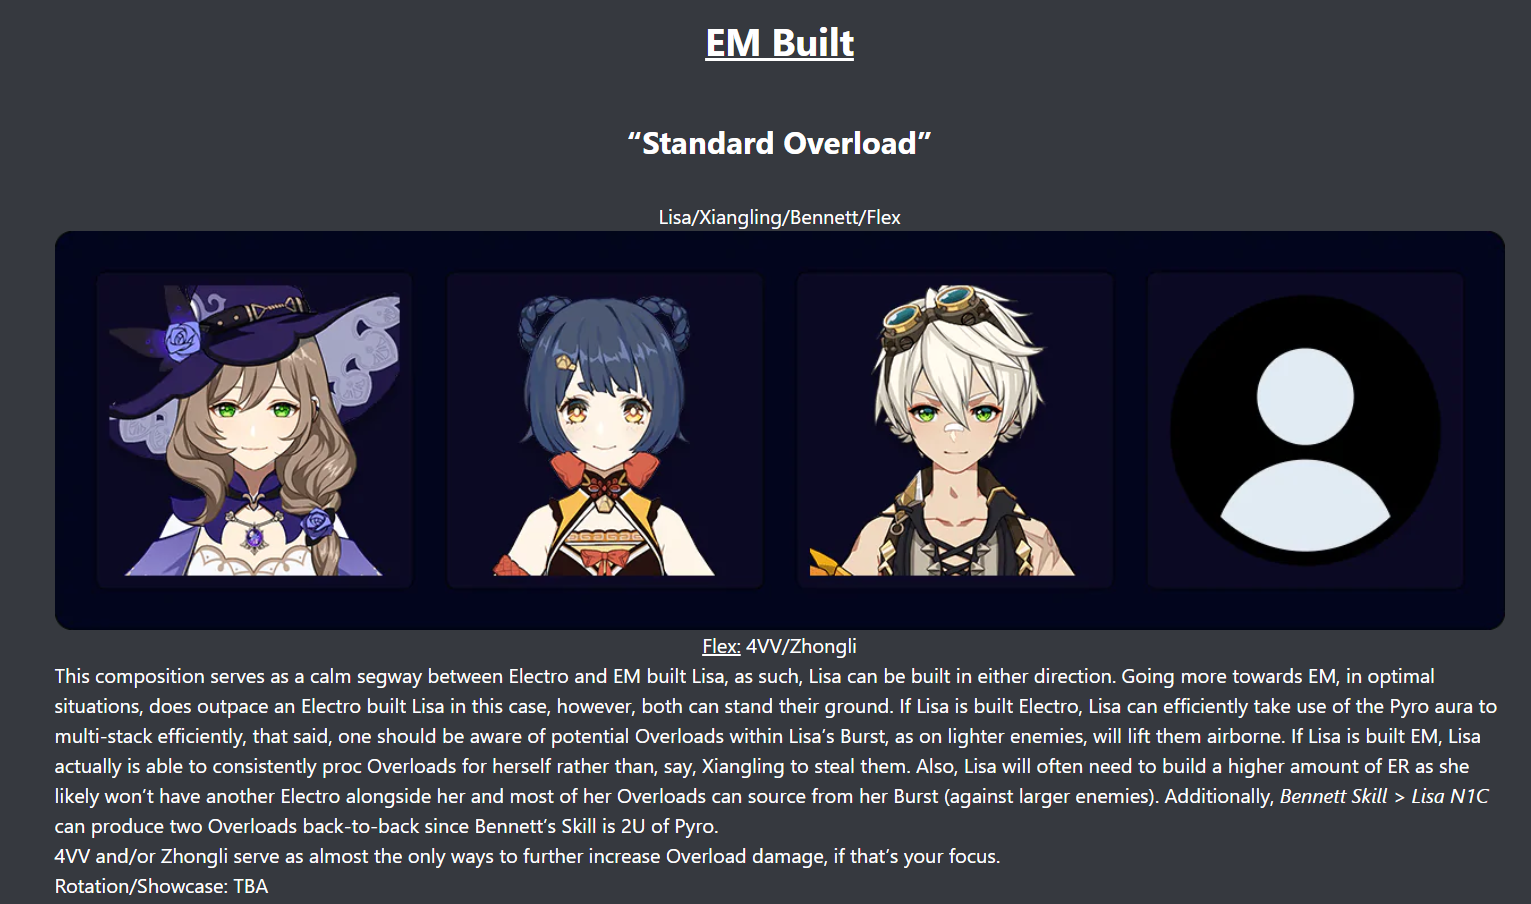 EM Built
“Standard Overload”
Lisa/Xiangling/Bennett/Flex
Flex: 4VV/Zhongli
This composition serves as a calm segway between Electro and EM built Lisa, as such, Lisa can be built in either direction. Going more towards EM, in optimal
situations, does outpace an Electro built Lisa in this case, however, both can stand their ground. If Lisa is built Electro, Lisa can efficiently take use of the Pyro aura to
multi-stack efficiently, that said, one should be aware of potential Overloads within Lisa’s Burst, as on lighter enemies, will lift them airborne. If Lisa is built EM, Lisa
actually is able to consistently proc Overloads for herself rather than, say, Xiangling to steal them. Also, Lisa will often need to build a higher amount of ER as she
likely won’t have another Electro alongside her and most of her Overloads can source from her Burst (against larger enemies). Additionally, Bennett Skill > Lisa N1C
can produce two Overloads back-to-back since Bennett’s Skill is 2U of Pyro.
4VV and/or Zhongli serve as almost the only ways to further increase Overload damage, if that’s your focus.
Rotation/Showcase: TBA